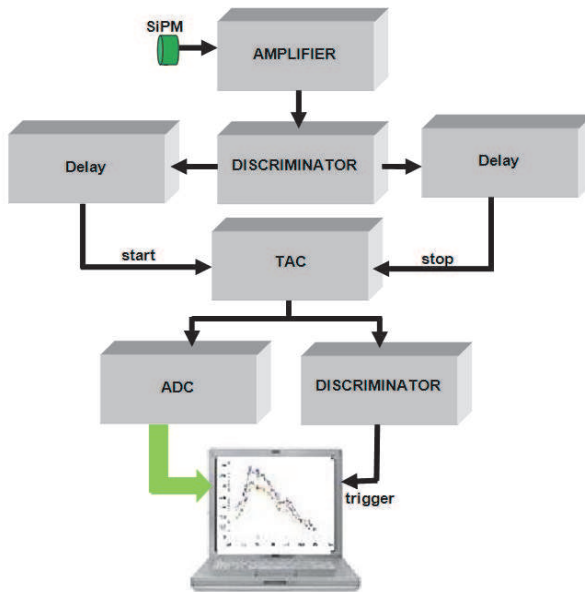 SiPM
AMPLIFIER
Delay
DISCRIMINATOR
Delay
start
TAC
stop
ADC
DISCRIMINATOR
trigger